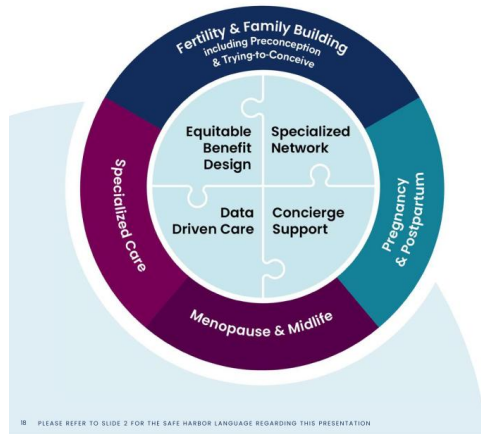 Fertility & Family Building
including Preconception
& Trying-to-Conceive
Equitable
Benefit
Design
Specialized
Network
Data
Driven Care
Concierge
Support
Specialized Care
Pregnancy
& Postpartum
Menopause & Midlife
18 PLEASE REFER TO SLIDE 2 FOR THE SAFE HARBOR LANGUAGE REGARDING THIS PRESENTATION